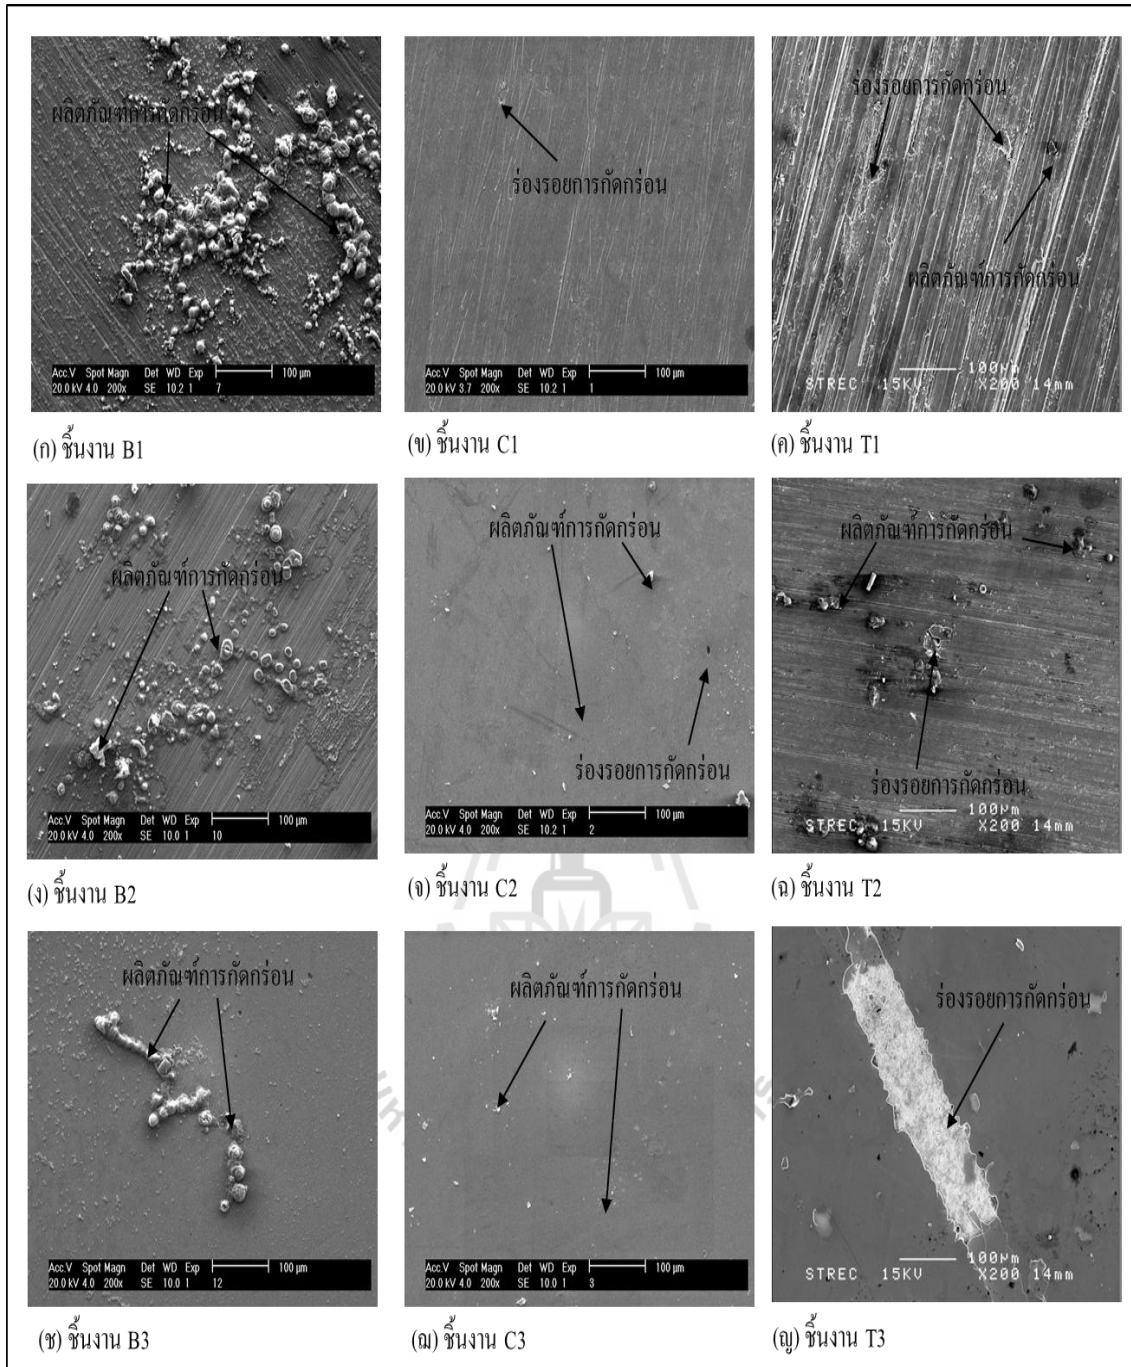 ผลิตภัณฑ์การกัดกร่อน
Acc.V Spot Magn Det WD Exp 100 µm
20.0 kV 4.0 200x SE 10.2 1 7
(ก) ชิ้นงาน B1
ร่องรอยการกัดกร่อน
Acc.V Spot Magn Det WD Exp 100 µm
20.0 kV 3.7 200x SE 10.2 1 1
(ข) ชิ้นงาน C1
ร่องรอยการกัดกร่อน
ผลิตภัณฑ์การกัดกร่อน
100µm
STREC 15KV X200 14mm
(ค) ชิ้นงาน T1
ผลิตภัณฑ์การกัดกร่อน
Acc.V Spot Magn Det WD Exp 100 µm
20.0 kV 4.0 200x SE 10.0 1 10
(ง) ชิ้นงาน B2
ผลิตภัณฑ์การกัดกร่อน
ร่องรอยการกัดกร่อน
Acc.V Spot Magn Det WD Exp 100 µm
20.0 kV 4.0 200x SE 10.2 1 2
(จ) ชิ้นงาน C2
ผลิตภัณฑ์การกัดกร่อน
ร่องรอยการกัดกร่อน
100µm
STREC 15KV X200 14mm
(ฉ) ชิ้นงาน T2
ผลิตภัณฑ์การกัดกร่อน
Acc.V Spot Magn Det WD Exp 100 µm
20.0 kV 4.0 200x SE 10.0 1 12
(ช) ชิ้นงาน B3
ผลิตภัณฑ์การกัดกร่อน
Acc.V Spot Magn Det WD Exp 100 µm
20.0 kV 4.0 200x SE 10.0 1 3
(ฌ) ชิ้นงาน C3
ร่องรอยการกัดกร่อน
100µm
STREC 15KV X200 14mm
(ญ) ชิ้นงาน T3